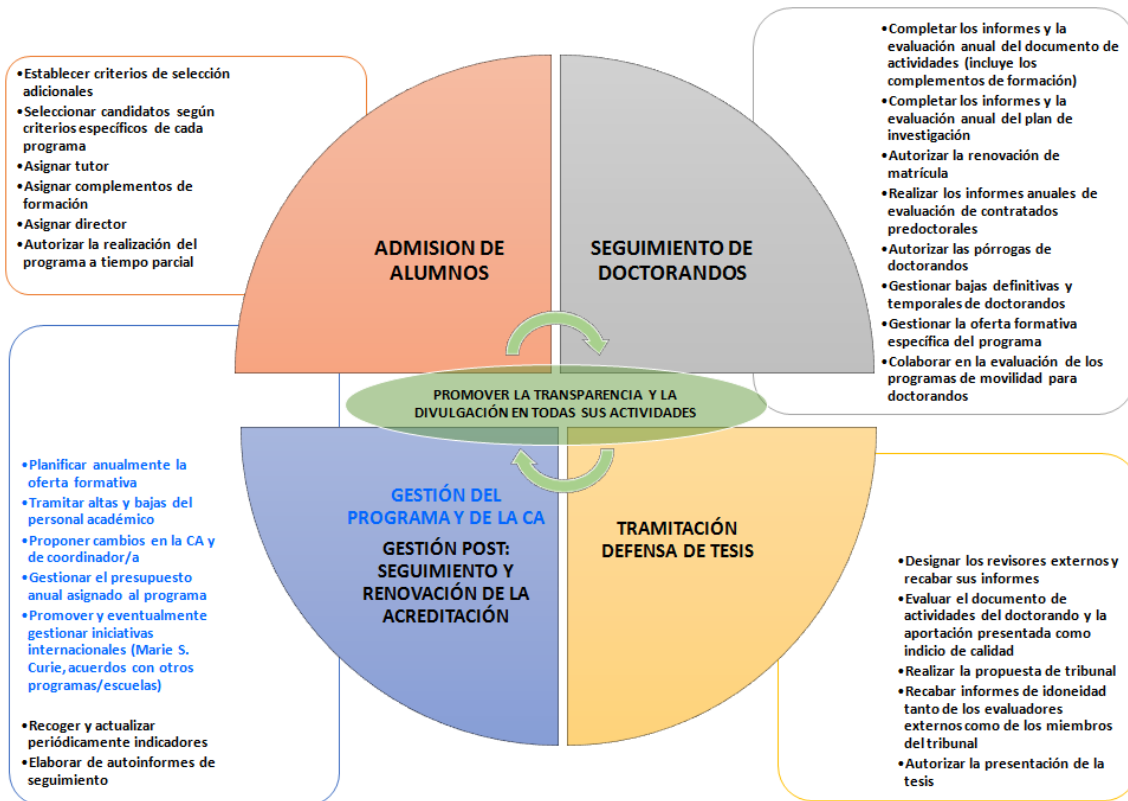 •Establecer criterios de selección
adicionales
•Seleccionar candidatos según
criterios específicos de cada
programa
•Asignar tutor
•Asignar complementos de
formación
•Asignar director
•Autorizar la realización del
programa a tiempo parcial
ADMISION DE
ALUMNOS
SEGUIMIENTO DE
DOCTORANDOS
•Completar los informes y la
evaluación anual del documento de
actividades (incluye los
complementos de formación)
•Completar los informes y la
evaluación anual del plan de
investigación
•Autorizar la renovación de
matrícula
•Realizar los informes anuales de
evaluación de contratados
predoctorales
•Autorizar las pórrogas de
doctorandos
•Gestionar bajas definitivas y
temporales de doctorandos
•Gestionar la oferta formativa
específica del programa
•Colaborar en la evaluación de los
programas de movilidad para
doctorandos
PROMOVER LA TRANSPARENCIA Y LA
DIVULGACIÓN EN TODAS SUS ACTIVIDADES
•Planificar anualmente la
oferta formativa
•Tramitar altas y bajas del
personal académico
•Proponer cambios en la CA y
de coordinador/a
•Gestionar el presupuesto
anual asignado al programa
•Promover y eventualmente
gestionar iniciativas
internacionales (Marie S.
Curie, acuerdos con otros
programas/escuelas)
•Recoger y actualizar
periódicamente indicadores
•Elaborar de autoinformes de
seguimiento
GESTIÓN DEL
PROGRAMA Y DE LA CA
GESTIÓN POST:
SEGUIMIENTO Y
RENOVACIÓN DE LA
ACREDITACIÓN
TRAMITACIÓN
DEFENSA DE TESIS
•Designar los revisores externos y
recabar sus informes
•Evaluar el documento de
actividades del doctorando y la
aportación presentada como
indicio de calidad
•Realizar la propuesta de tribunal
•Recabar informes de idoneidad
tanto de los evaluadores
externos como de los miembros
del tribunal
•Autorizar la presentación de la
tesis